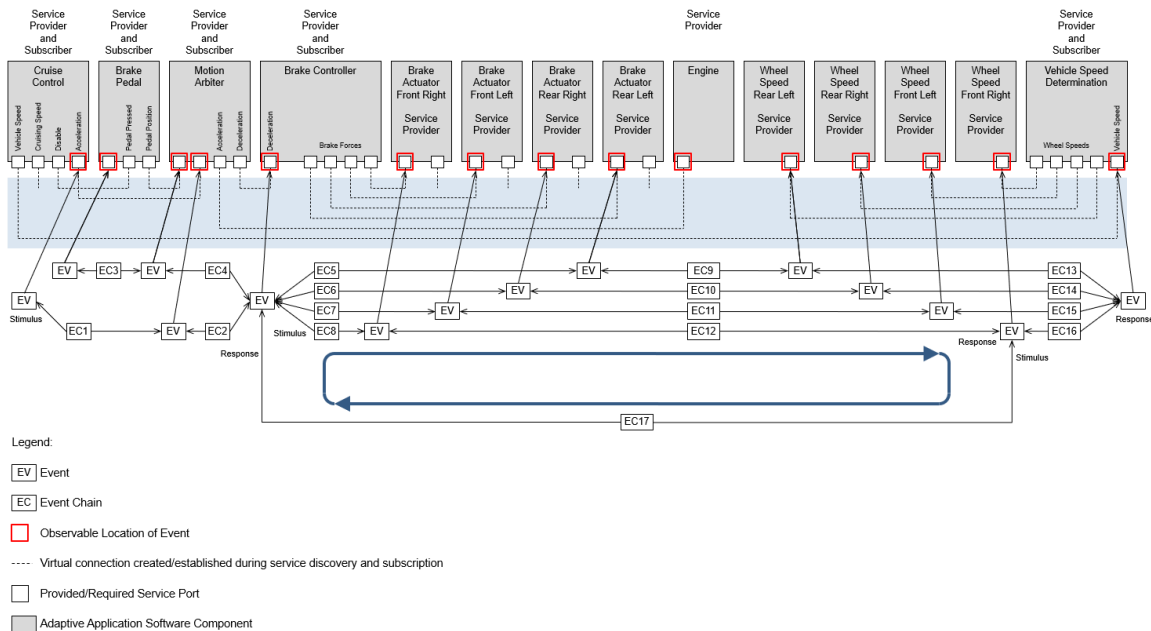 Service
Provider
and
Subscriber
Service
Provider
and
Subscriber
Service
Provider
and
Subscriber
Service
Provider
and
Subscriber
Service
Provider
Service
Provider
and
Subscriber
Cruise
Control
Brake
Pedal
Motion
Arbiter
Brake Controller
Brake
Actuator
Front Right
Service
Provider
Brake
Actuator
Front Left
Service
Provider
Brake
Actuator
Rear Right
Service
Provider
Brake
Actuator
Rear Left
Service
Provider
Engine
Wheel
Speed
Rear Left
Service
Provider
Wheel
Speed
Rear Right
Service
Provider
Wheel
Speed
Front Left
Service
Provider
Wheel
Speed
Front Right
Service
Provider
Vehicle Speed
Determination
Vehicle Speed
Cruising Speed
Disable
Acceleration
Pedal Pressed
Pedal Position
Acceleration
Deceleration
Deceleration
Brake Forces
Wheel Speeds
Vehicle Speed
EV
EC3
EV
EC4
EC5
EV
EC9
EV
EC13
EC6
EV
EC10
EV
EC14
EV
Stimulus
EV
EV
Response
EC7
EV
EC11
EV
EC15
EC1
EV
EC2
Stimulus
EC8
EV
EC12
Response
EV
EC16
Response
Stimulus
EC17
Legend:
EV Event
EC Event Chain
Observable Location of Event
Virtual connection created/established during service discovery and subscription
Provided/Required Service Port
Adaptive Application Software Component